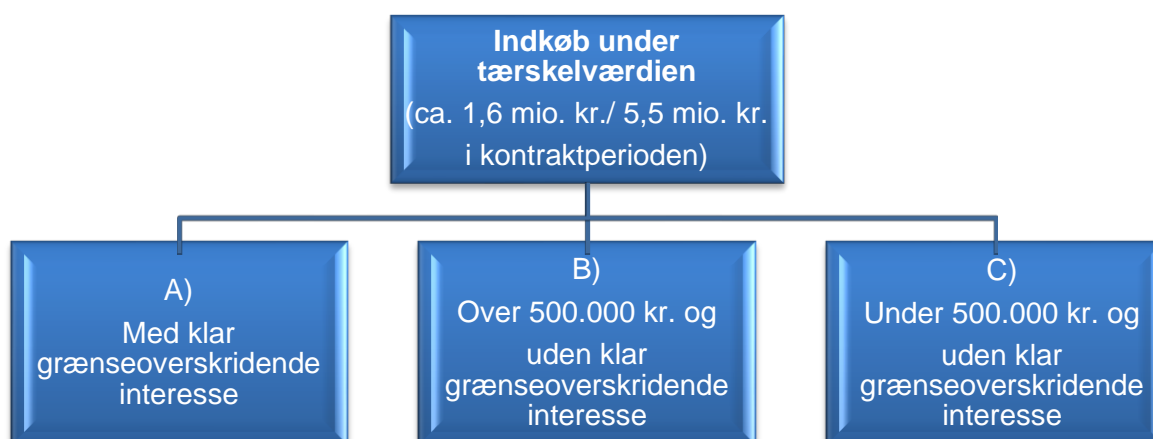 Indkøb under
tærskelværdien
(ca. 1,6 mio. kr./ 5,5 mio. kr.
i kontraktperioden)
A)
Med klar
grænseoverskridende
interesse
B)
Over 500.000 kr. og
uden klar
grænseoverskridende
interesse
C)
Under 500.000 kr. og
uden klar
grænseoverskridende
interesse